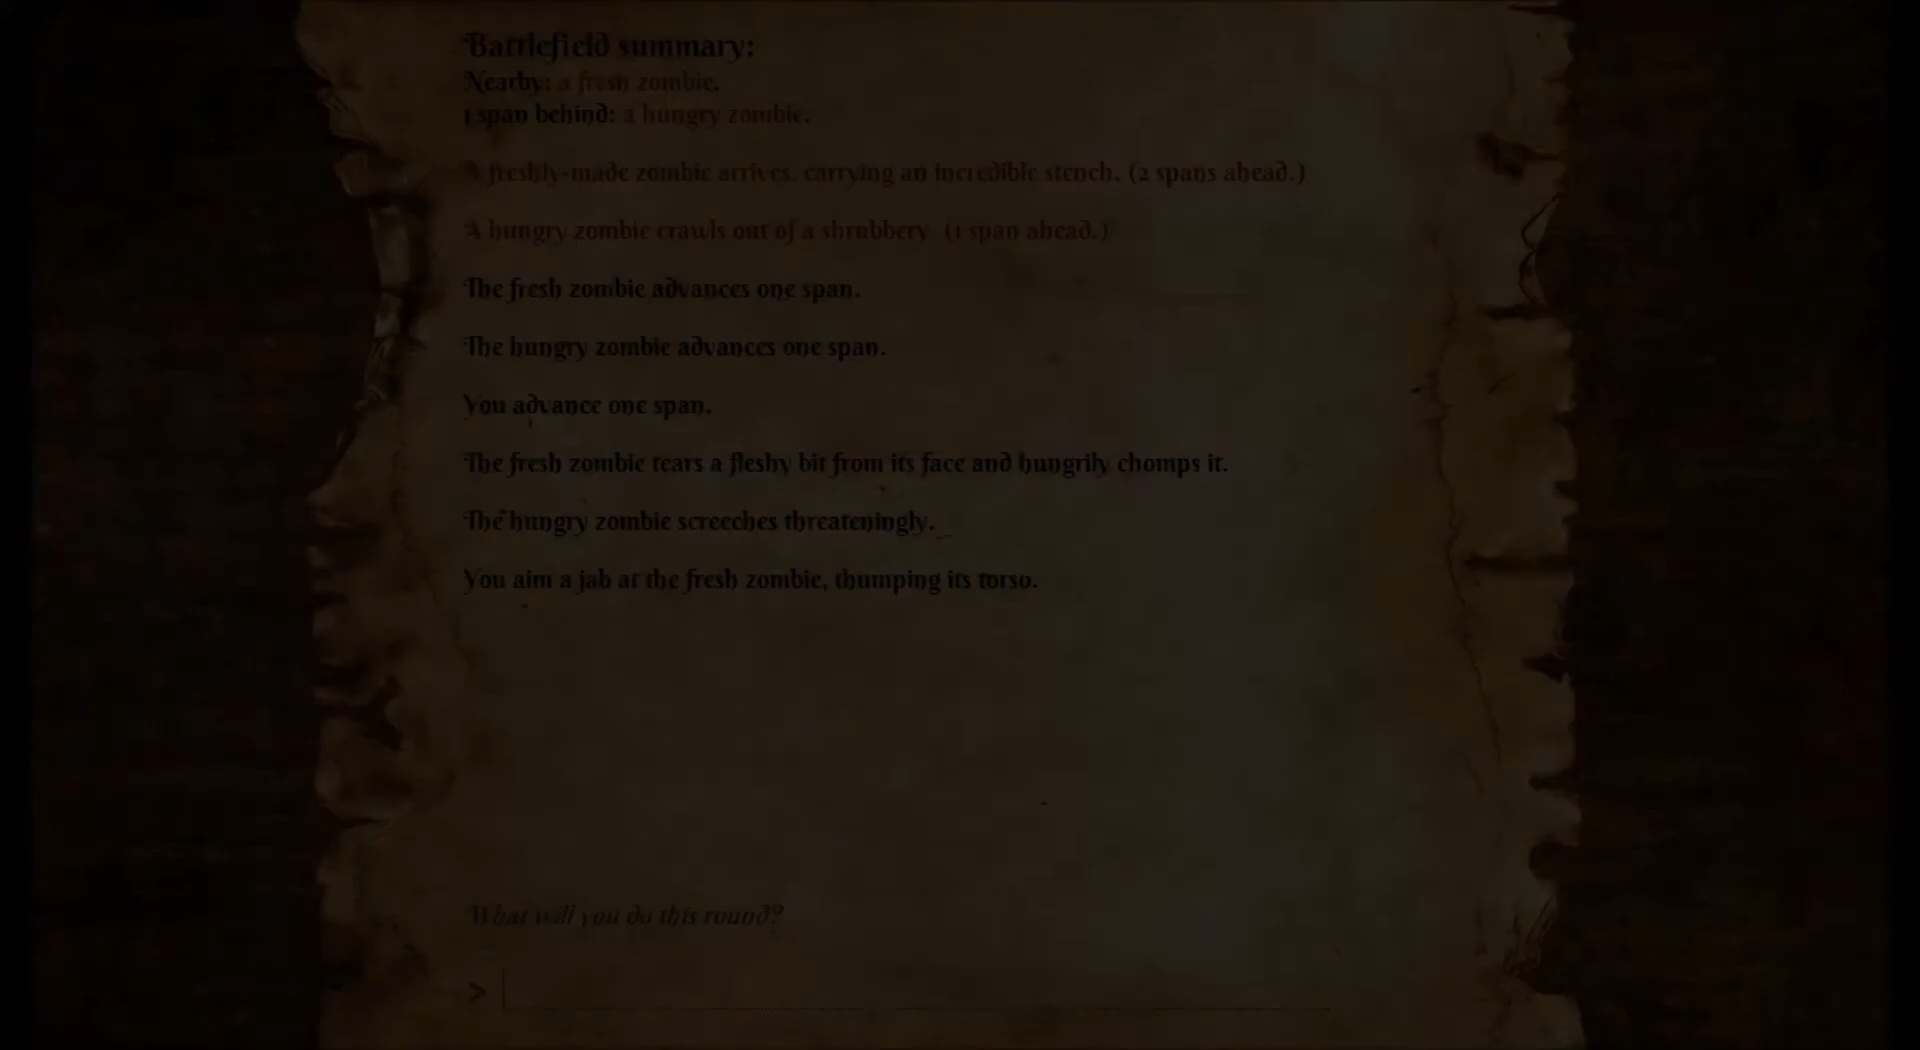 Battlefield summary:
Nearby: a fresh zombie.
1 span behind: a hungry zombie.
A freshly-made zombie arrives, carrying an incredible stench. (2 spans ahead.)
A hungry zombie crawls out of a shrubbery. (1 span ahead.)
The fresh zombie advances one span.
The hungry zombie advances one span.
You advance one span.
The fresh zombie tears a fleshy bit from its face and hungrily chomps it.
The hungry zombie screeches threateningly.
You aim a jab at the fresh zombie, thumping its torso.
What will you do this round?
>